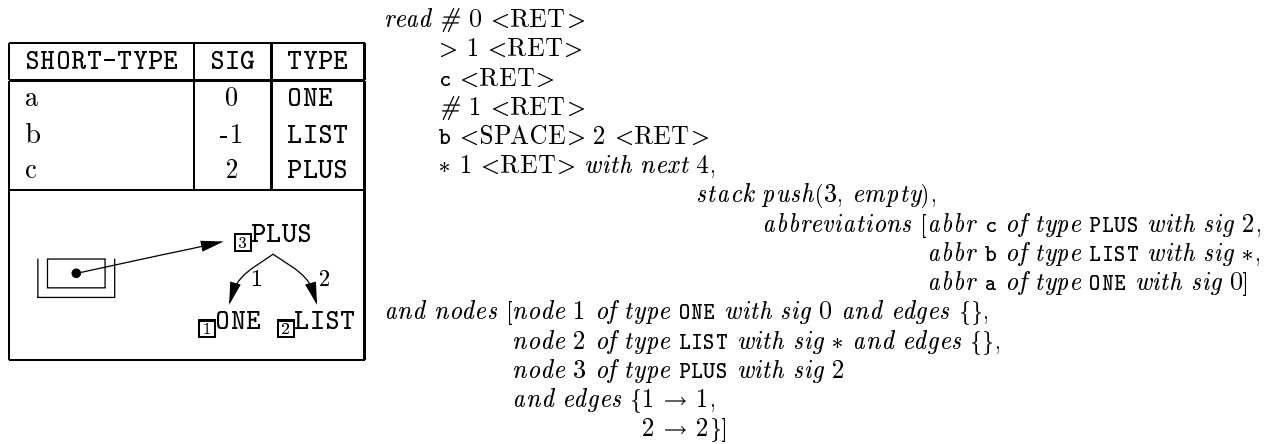 SHORT-TYPE SIG TYPE
a 0 ONE
b -1 LIST
c 2 PLUS
3 PLUS
1 2
1 ONE 2 LIST
read # 0 <RET>
> 1 <RET>
c <RET>
# 1 <RET>
b <SPACE> 2 <RET>
* 1 <RET> with next 4,
stack push(3, empty),
abbreviations [abbr c of type PLUS with sig 2,
abbr b of type LIST with sig *,
abbr a of type ONE with sig 0]
and nodes [node 1 of type ONE with sig 0 and edges {},
node 2 of type LIST with sig * and edges {},
node 3 of type PLUS with sig 2
and edges {1 → 1,
2 → 2}]